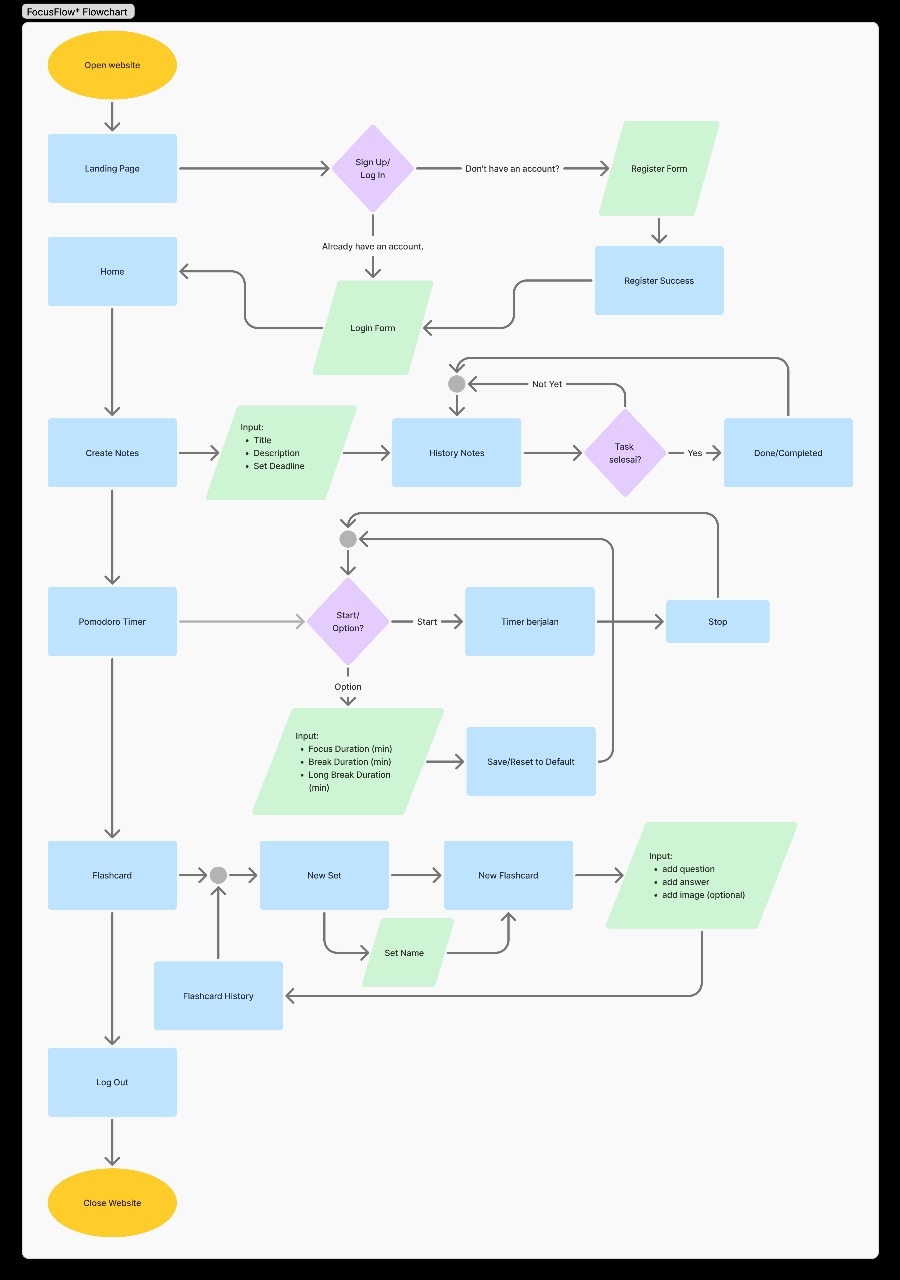 FocusFlow* Flowchart
Open website
Landing Page
Sign Up/
Log In
Don't have an account?
Register Form
Already have an account.
Home
Register Success
Login Form
Not Yet
Create Notes
Input:
• Title
• Description
• Set Deadline
History Notes
Task
selesai?
Yes
Done/Completed
Pomodoro Timer
Start/
Option?
Start
Timer berjalan
Stop
Option
Input:
• Focus Duration (min)
• Break Duration (min)
• Long Break Duration
(min)
Save/Reset to Default
Flashcard
New Set
New Flashcard
Input:
• add question
• add answer
• add image (optional)
Set Name
Flashcard History
Log Out
Close Website